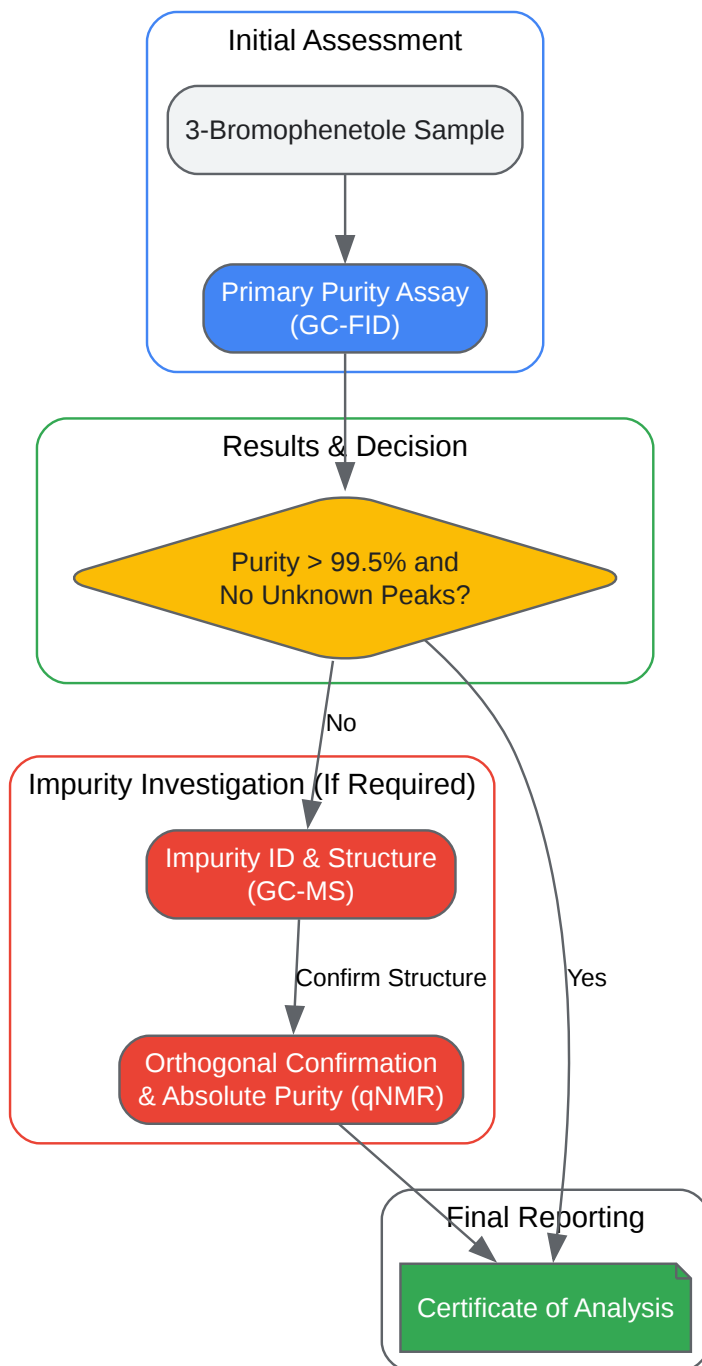 Initial Assessment
3-Bromophenetole Sample
Primary Purity Assay
(GC-FID)
Results & Decision
Purity > 99.5% and
No Unknown Peaks?
No
Impurity Investigation (If Required)
Impurity ID & Structure
(GC-MS)
Confirm Structure
Yes
Orthogonal Confirmation
& Absolute Purity (qNMR)
Final Reporting
Certificate of Analysis